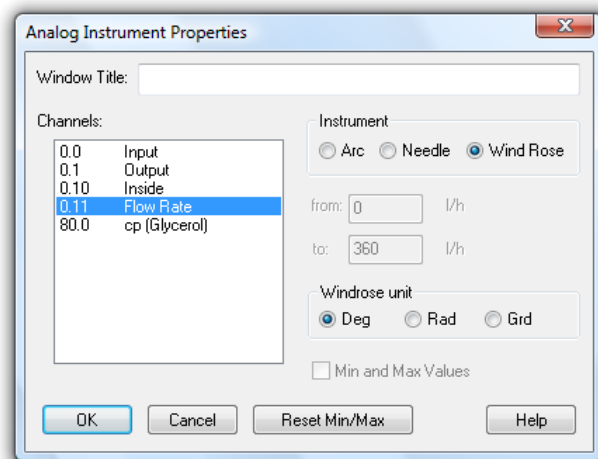 Analog Instrument Properties
Window Title:
Channels:
0.0 Input
0.1 Output
0.10 Inside
0.11 Flow Rate
80.0 cp (Glycerol)
Instrument
Arc Needle Wind Rose
from: 0 l/h
to: 360 l/h
Windrose unit
Deg Rad Grd
Min and Max Values
OK Cancel Reset Min/Max Help